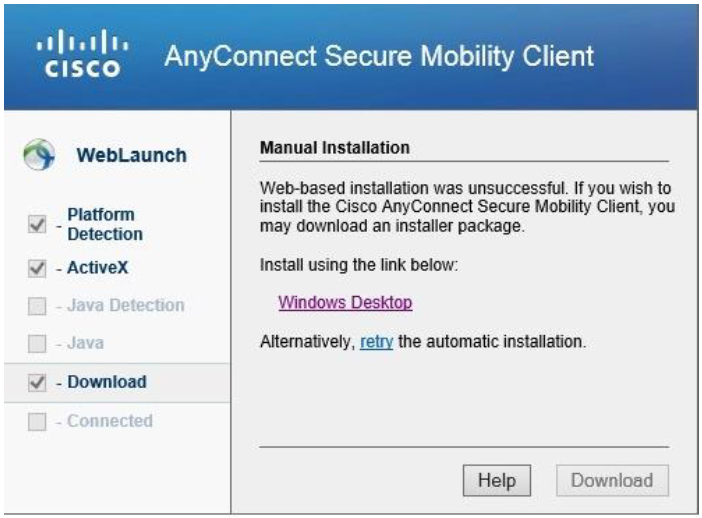 CISCO
AnyConnect Secure Mobility Client
WebLaunch
- Platform
Detection
- ActiveX
- Java Detection
- Java
- Download
- Connected
Manual Installation
Web-based installation was unsuccessful. If you wish to
install the Cisco AnyConnect Secure Mobility Client, you
may download an installer package.
Install using the link below:
Windows Desktop
Alternatively, retry the automatic installation.
Help
Download